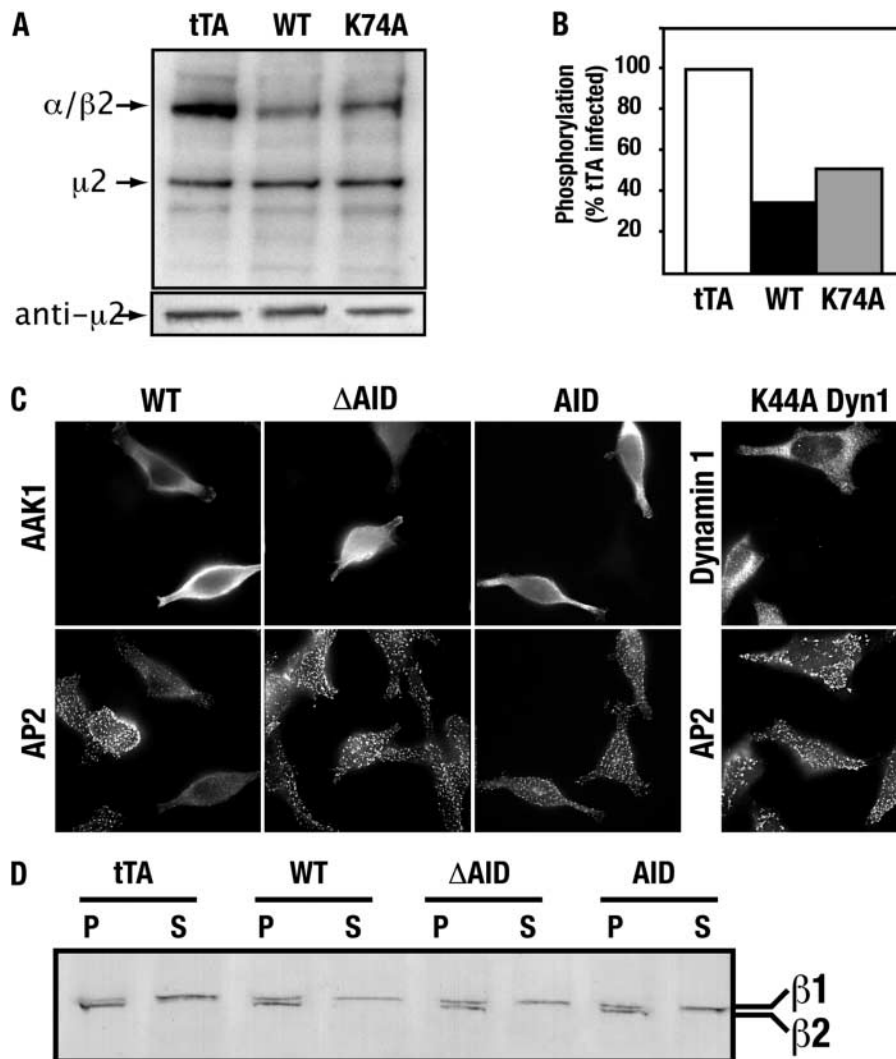 A
tTA WT K74A
α/β2
μ2
anti-μ2
B
Phosphorylation
(% tTA infected)
100
80
60
40
20
tTA WT K74A
C
WT ΔAID AID K44A Dyn1
AAK1
Dynamin 1
AP2
AP2
D
tTA WT ΔAID AID
P S P S P S P S
β1
β2